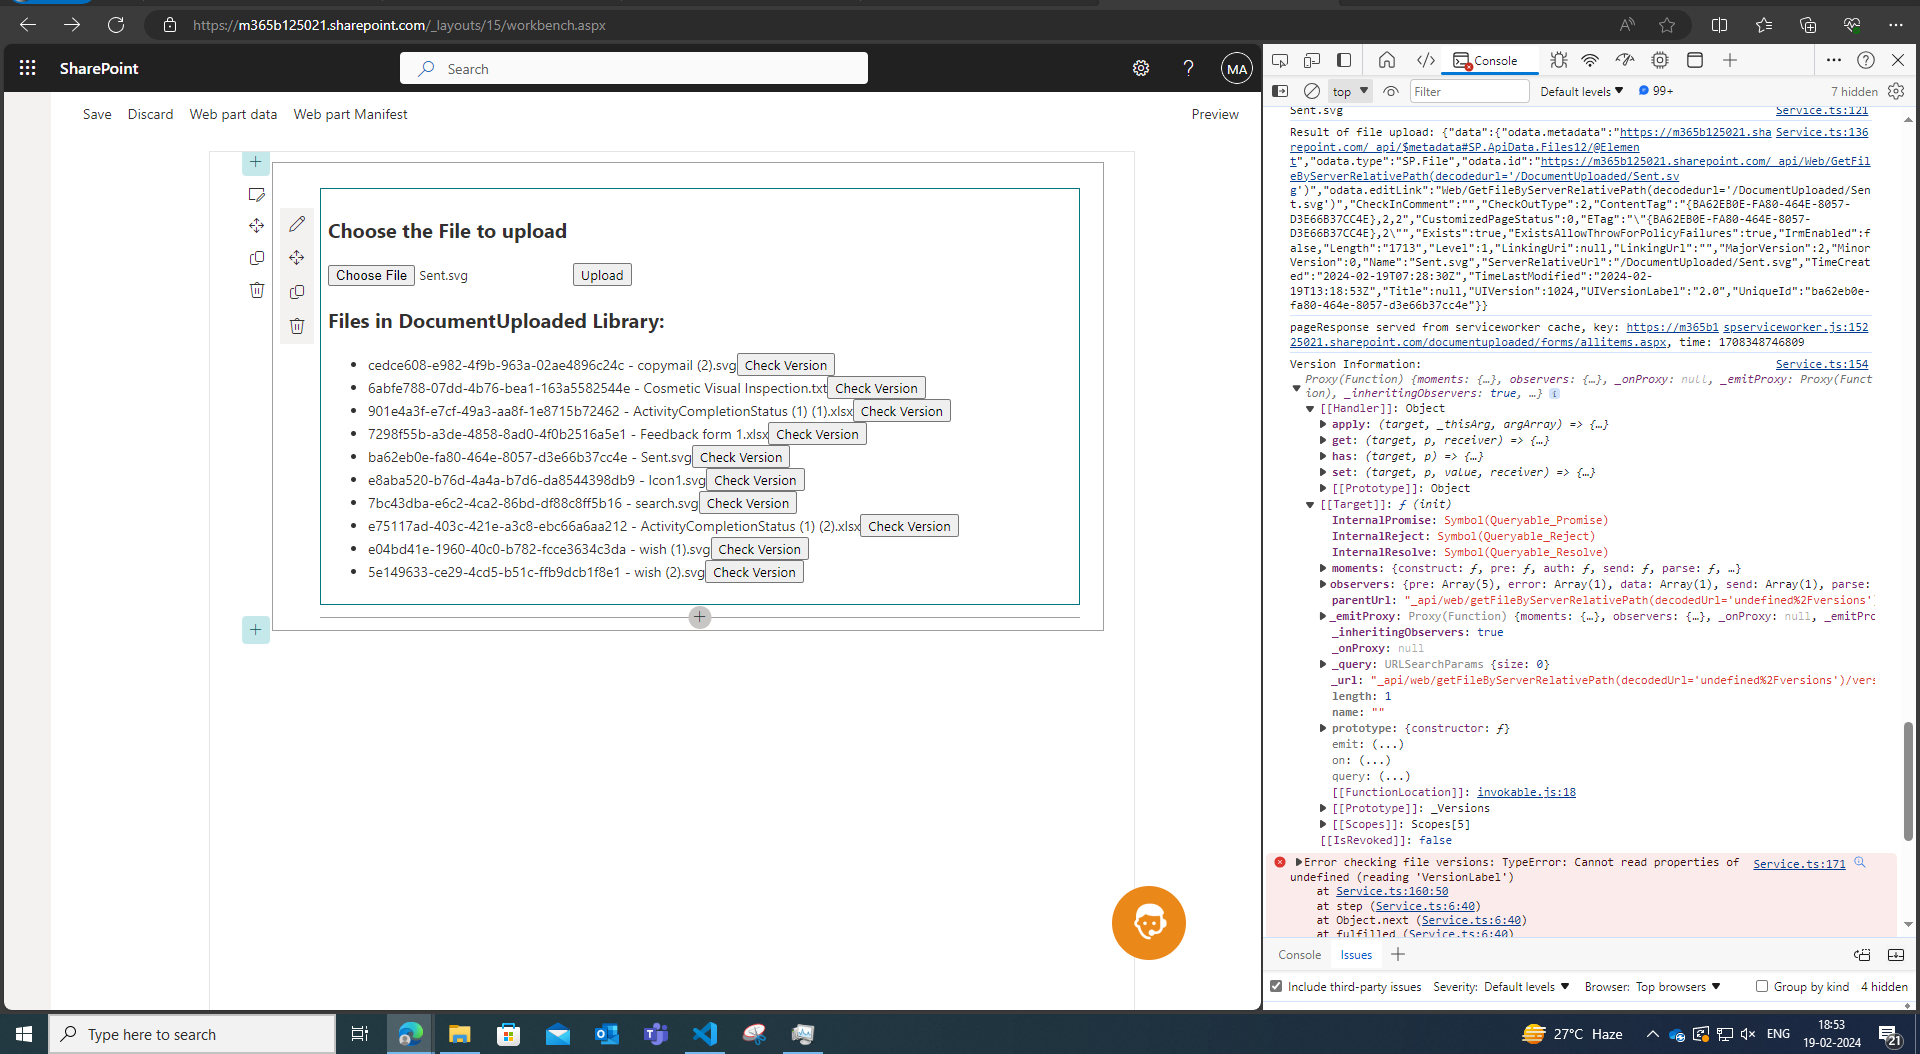 https://m365b125021.sharepoint.com/_layouts/15/workbench.aspx
SharePoint
Search
MA
Save Discard Web part data Web part Manifest Preview
Choose the File to upload
Choose File Sent.svg Upload
Files in DocumentUploaded Library:
cedce608-e982-4f9b-963a-02ae4896c24c - copymail (2).svg Check Version
6abfe788-07dd-4b76-bea1-163a5582544e - Cosmetic Visual Inspection.txt Check Version
901e4a3f-e7cf-49a3-aa8f-1e8715b72462 - ActivityCompletionStatus (1) (1).xlsx Check Version
7298f55b-a3de-4858-8ad0-4f0b2516a5e1 - Feedback form 1.xlsx Check Version
ba62eb0e-fa80-464e-8057-d3e66b37cc4e - Sent.svg Check Version
e8aba520-b76d-4a4a-b7d6-da8544398db9 - Icon1.svg Check Version
7bc43dba-e6c2-4ca2-86bd-df88c8ff5b16 - search.svg Check Version
e75117ad-403c-421e-a3c8-ebc66a6aa212 - ActivityCompletionStatus (1) (2).xlsx Check Version
e04bd41e-1960-40c0-b782-fcce3634c3da - wish (1).svg Check Version
5e149633-ce29-4cd5-b51c-ffb9dcb1f8e1 - wish (2).svg Check Version
Console
top Filter Default levels 99+ 7 hidden
Sent.svg Service.ts:121
Result of file upload: {"data":{"odata.metadata":"https://m365b125021.sha Service.ts:136
repoint.com/_api/$metadata#SP.ApiData.Files12/@Elemen
t","odata.type":"SP.File","odata.id":"https://m365b125021.sharepoint.com/_api/Web/GetFil
eByServerRelativePath(decodedurl='/DocumentUploaded/Sent.sv
g')","odata.editLink":"Web/GetFileByServerRelativePath(decodedurl='/DocumentUploaded/Sen
t.svg')","CheckInComment":"","CheckOutType":2,"ContentTag":"{BA62EB0E-FA80-464E-8057-
D3E66B37CC4E},2,2","CustomizedPageStatus":0,"ETag":"\"{BA62EB0E-FA80-464E-8057-
D3E66B37CC4E},2\"","Exists":true,"ExistsAllowThrowForPolicyFailures":true,"IrmEnabled":f
alse,"Length":"1713","Level":1,"LinkingUri":null,"LinkingUrl":"","MajorVersion":2,"Minor
Version":0,"Name":"Sent.svg","ServerRelativeUrl":"/DocumentUploaded/Sent.svg","TimeCreat
ed":"2024-02-19T07:28:30Z","TimeLastModified":"2024-02-
19T13:18:53Z","Title":null,"UIVersion":1024,"UIVersionLabel":"2.0","UniqueId":"ba62eb0e-
fa80-464e-8057-d3e66b37cc4e"}}
pageResponse served from serviceworker cache, key: https://m365b1 spserviceworker.js:152
25021.sharepoint.com/documentuploaded/forms/allitems.aspx, time: 1708348746809
Version Information: Service.ts:154
Proxy(Function) {moments: {…}, observers: {…}, _onProxy: null, _emitProxy: Proxy(Funct
ion), _inheritingObservers: true, …}
[[Handler]]: Object
apply: (target, _thisArg, argArray) => {…}
get: (target, p, receiver) => {…}
has: (target, p) => {…}
set: (target, p, value, receiver) => {…}
[[Prototype]]: Object
[[Target]]: ƒ (init)
InternalPromise: Symbol(Queryable_Promise)
InternalReject: Symbol(Queryable_Reject)
InternalResolve: Symbol(Queryable_Resolve)
moments: {construct: ƒ, pre: ƒ, auth: ƒ, send: ƒ, parse: ƒ, …}
observers: {pre: Array(5), error: Array(1), data: Array(1), send: Array(1), parse:
parentUrl: "_api/web/getFileByServerRelativePath(decodedUrl='undefined%2Fversions'
_emitProxy: Proxy(Function) {moments: {…}, observers: {…}, _onProxy: null, _emitPro
_inheritingObservers: true
_onProxy: null
_query: URLSearchParams {size: 0}
_url: "_api/web/getFileByServerRelativePath(decodedUrl='undefined%2Fversions')/vers
length: 1
name: ""
prototype: {constructor: ƒ}
emit: (...)
on: (...)
query: (...)
[[FunctionLocation]]: invokable.js:18
[[Prototype]]: _Versions
[[Scopes]]: Scopes[5]
[[IsRevoked]]: false
Error checking file versions: TypeError: Cannot read properties of Service.ts:171
undefined (reading 'VersionLabel')
at Service.ts:160:50
at step (Service.ts:6:40)
at Object.next (Service.ts:6:40)
at fulfilled (Service.ts:6:40)
Console Issues
Include third-party issues Severity: Default levels Browser: Top browsers Group by kind 4 hidden
Type here to search
27°C Haze
ENG
18:53
19-02-2024
21